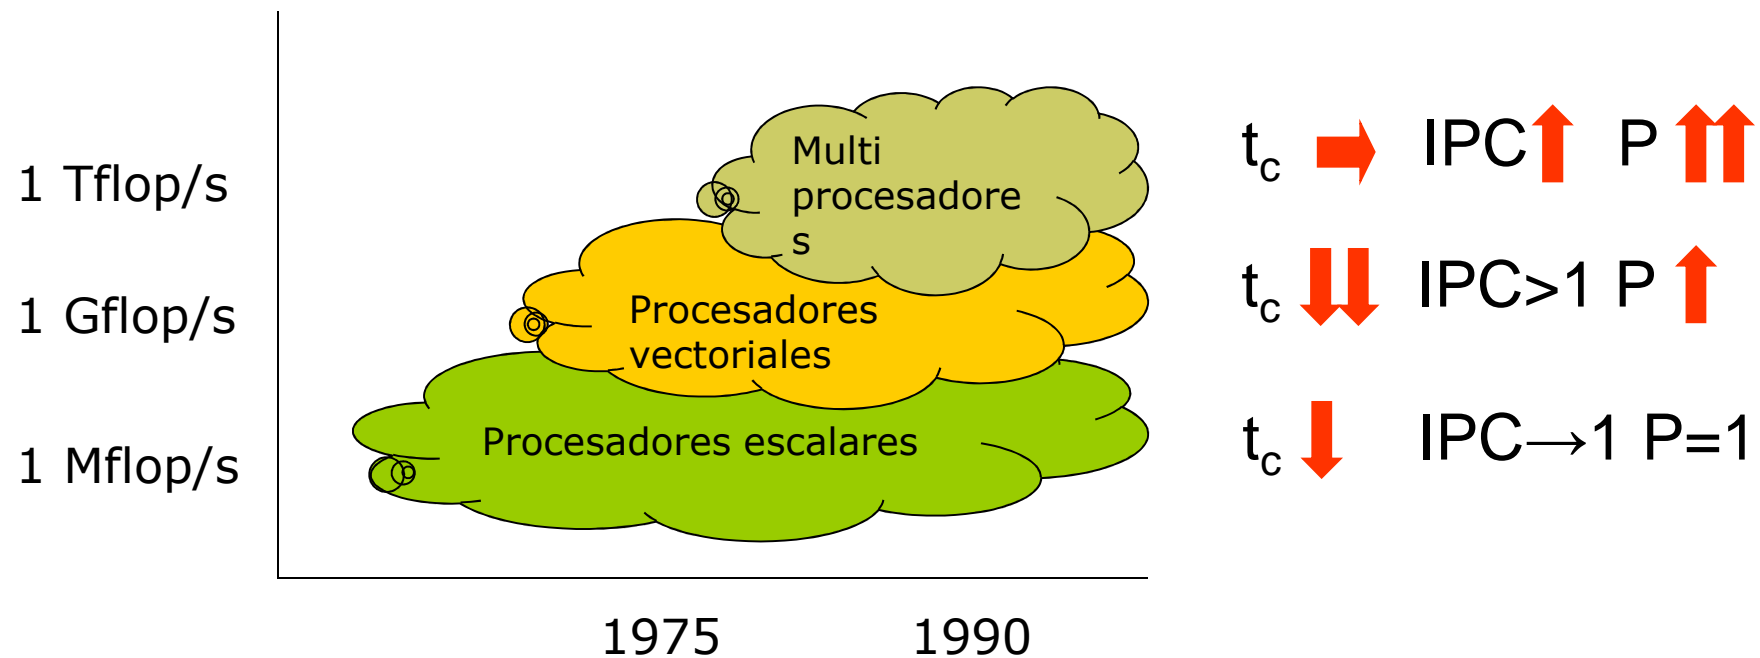 1 Tflop/s
Multi
procesadore
s
tc IPC P
1 Gflop/s
Procesadores
vectoriales
tc IPC>1 P
1 Mflop/s
Procesadores escalares
tc IPC→1 P=1
1975 1990